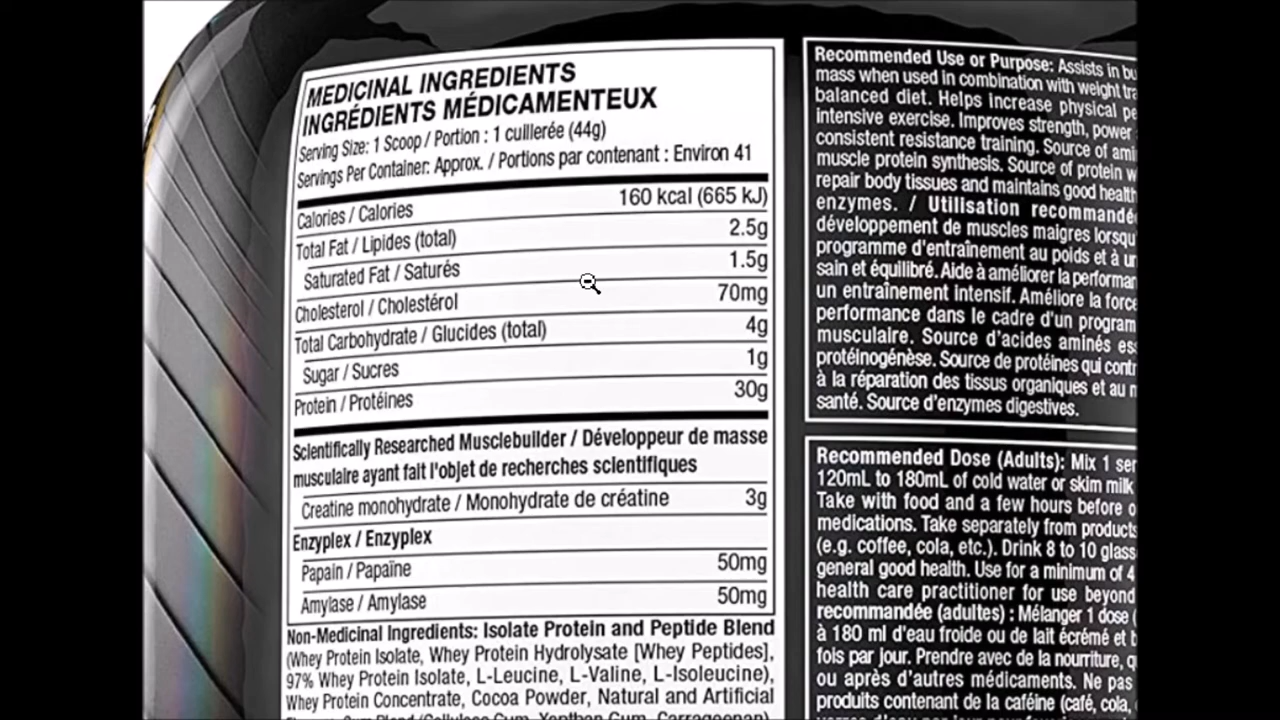 MEDICINAL INGREDIENTS
INGRÉDIENTS MÉDICAMENTEUX
Serving Size: 1 Scoop / Portion : 1 cuillerée (44g)
Servings Per Container: Approx. / Portions par contenant : Environ 41
Calories / Calories 160 kcal (665 kJ)
Total Fat / Lipides (total) 2.5g
Saturated Fat / Saturés 1.5g
Cholesterol / Cholestérol 70mg
Total Carbohydrate / Glucides (total) 4g
Sugar / Sucres 1g
Protein / Protéines 30g
Scientifically Researched Musclebuilder / Développeur de masse
musculaire ayant fait l'objet de recherches scientifiques
Creatine monohydrate / Monohydrate de créatine 3g
Enzyplex / Enzyplex
Papain / Papaïne 50mg
Amylase / Amylase 50mg
Non-Medicinal Ingredients: Isolate Protein and Peptide Blend
(Whey Protein Isolate, Whey Protein Hydrolysate [Whey Peptides],
97% Whey Protein Isolate, L-Leucine, L-Valine, L-Isoleucine),
Whey Protein Concentrate, Cocoa Powder, Natural and Artificial
Recommended Use or Purpose: Assists in
mass when used in combination with weight
balanced diet. Helps increase physical
intensive exercise. Improves strength, power
consistent resistance training. Source of
muscle protein synthesis. Source of protein
repair body tissues and maintains good health
enzymes. / Utilisation
développement de muscles maigres
programme d'entraînement au poids et à
sain et équilibré. Aide à améliorer la
un entraînement intensif. Améliore la force
performance dans le cadre d'un
musculaire. Source d'acides aminés
protéinogénèse. Source de protéines qui
à la réparation des tissus organiques et au
santé. Source d'enzymes digestives.
Recommended Dose (Adults): Mix 1
120mL to 180mL of cold water or skim milk
Take with food and a few hours before
medications. Take separately from products
(e.g. coffee, cola, etc.). Drink 8 to 10
general good health. Use for a minimum of 4
health care practitioner for use beyond
recommandée (adultes) : Mélanger 1 dose (
à 180 ml d'eau froide ou de lait écrémé et
fois par jour. Prendre avec de la nourriture,
ou après d'autres médicaments. Ne pas
produits contenant de la caféine (café, cola,